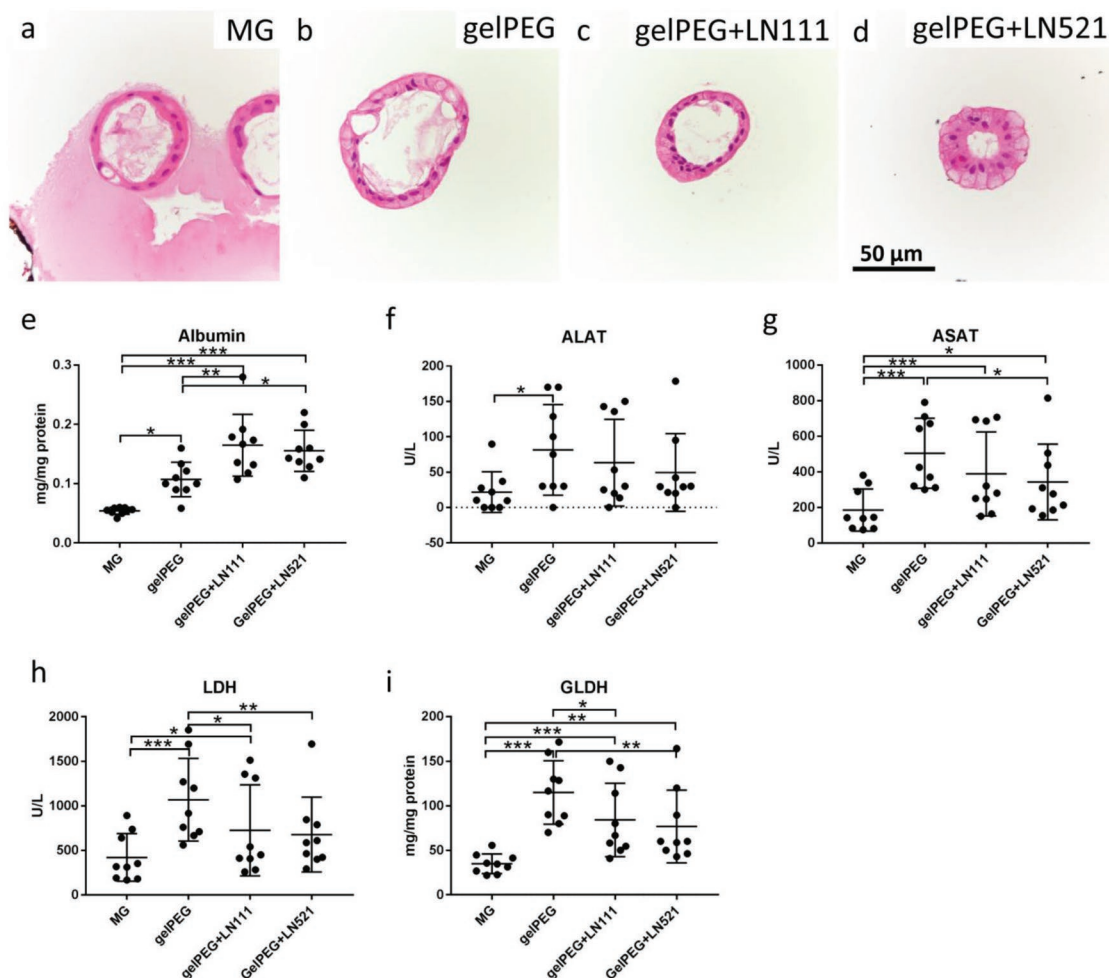 a MG
b gelPEG
c gelPEG+LN111
d gelPEG+LN521
50 µm
e
Albumin
***
***
**
*
*
0.3
0.2
0.1
0.0
mg/mg protein
MG
gelPEG
gelPEG+LN111
GelPEG+LN521
f
ALAT
*
200
150
100
50
0
-50
U/L
MG
gelPEG
gelPEG+LN111
GelPEG+LN521
g
ASAT
*
***
***
*
1000
800
600
400
200
0
U/L
MG
gelPEG
gelPEG+LN111
GelPEG+LN521
h
LDH
**
*
*
***
2000
1500
1000
500
0
U/L
MG
gelPEG
gelPEG+LN111
GelPEG+LN521
i
GLDH
*
**
***
***
**
200
150
100
50
0
mg/mg protein
MG
gelPEG
gelPEG+LN111
GelPEG+LN521